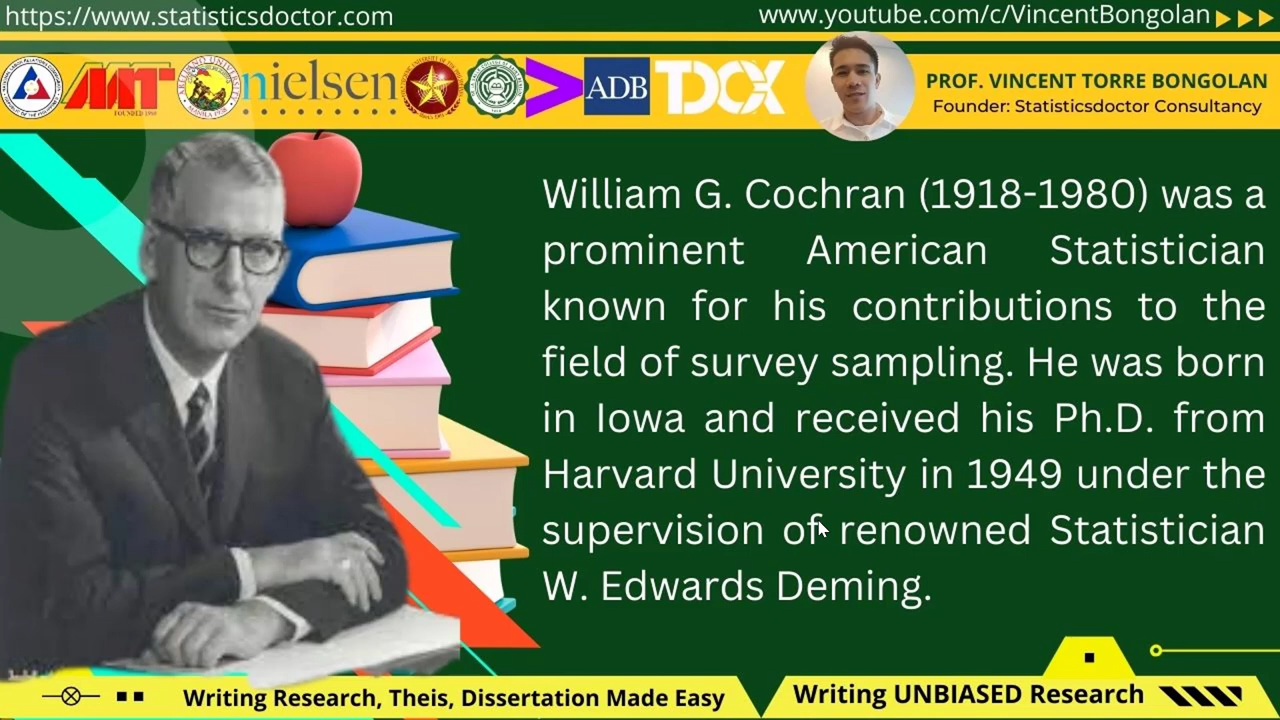 https://www.statisticsdoctor.com
www.youtube.com/c/VincentBongolan
nielsen
ADB
TDCX
PROF. VINCENT TORRE BONGOLAN
Founder: Statisticsdoctor Consultancy
William G. Cochran (1918-1980) was a
prominent American Statistician
known for his contributions to the
field of survey sampling. He was born
in Iowa and received his Ph.D. from
Harvard University in 1949 under the
supervision of renowned Statistician
W. Edwards Deming.
Writing Research, Theis, Dissertation Made Easy
Writing UNBIASED Research